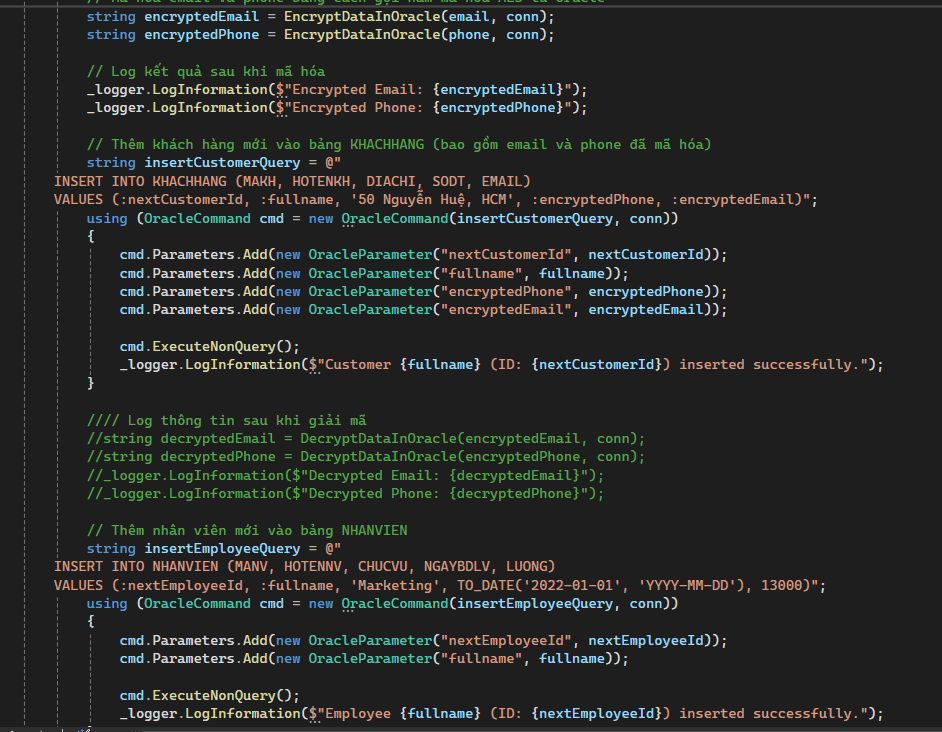 string encryptedEmail = EncryptDataInOracle(email, conn);
string encryptedPhone = EncryptDataInOracle(phone, conn);
// Log kết quả sau khi mã hóa
_logger.LogInformation($"Encrypted Email: {encryptedEmail}");
_logger.LogInformation($"Encrypted Phone: {encryptedPhone}");
// Thêm khách hàng mới vào bảng KHACHHANG (bao gồm email và phone đã mã hóa)
string insertCustomerQuery = @"
INSERT INTO KHACHHANG (MAKH, HOTENKH, DIACHI, SODT, EMAIL)
VALUES (:nextCustomerId, :fullname, '50 Nguyễn Huệ, HCM', :encryptedPhone, :encryptedEmail)";
using (OracleCommand cmd = new OracleCommand(insertCustomerQuery, conn))
{
cmd.Parameters.Add(new OracleParameter("nextCustomerId", nextCustomerId));
cmd.Parameters.Add(new OracleParameter("fullname", fullname));
cmd.Parameters.Add(new OracleParameter("encryptedPhone", encryptedPhone));
cmd.Parameters.Add(new OracleParameter("encryptedEmail", encryptedEmail));
cmd.ExecuteNonQuery();
_logger.LogInformation($"Customer {fullname} (ID: {nextCustomerId}) inserted successfully.");
}
//// Log thông tin sau khi giải mã
//string decryptedEmail = DecryptDataInOracle(encryptedEmail, conn);
//string decryptedPhone = DecryptDataInOracle(encryptedPhone, conn);
//_logger.LogInformation($"Decrypted Email: {decryptedEmail}");
//_logger.LogInformation($"Decrypted Phone: {decryptedPhone}");
// Thêm nhân viên mới vào bảng NHANVIEN
string insertEmployeeQuery = @"
INSERT INTO NHANVIEN (MANV, HOTENNV, CHUCVU, NGAYBDLV, LUONG)
VALUES (:nextEmployeeId, :fullname, 'Marketing', TO_DATE('2022-01-01', 'YYYY-MM-DD'), 13000)";
using (OracleCommand cmd = new OracleCommand(insertEmployeeQuery, conn))
{
cmd.Parameters.Add(new OracleParameter("nextEmployeeId", nextEmployeeId));
cmd.Parameters.Add(new OracleParameter("fullname", fullname));
cmd.ExecuteNonQuery();
_logger.LogInformation($"Employee {fullname} (ID: {nextEmployeeId}) inserted successfully.");